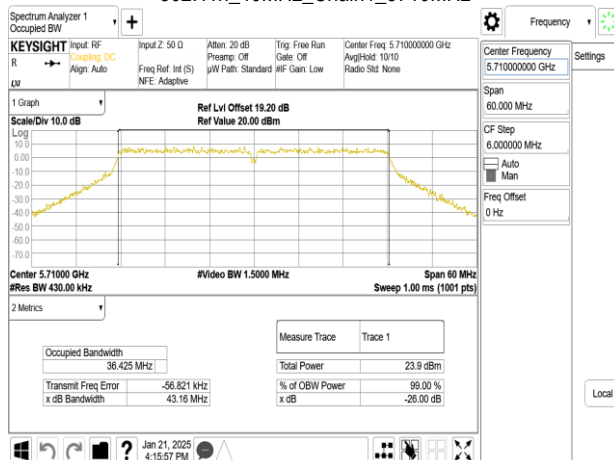 Spectrum Analyzer 1
Occupied BW
KEYSIGHT
R
Input: RF
Coupling: DC
Align: Auto
Input Z: 50 Ω
Freq Ref: Int (S)
NFE: Adaptive
Atten: 20 dB
Preamp: Off
µW Path: Standard
Trig: Free Run
Gate: Off
#IF Gain: Low
Center Freq: 5.710000000 GHz
Avg|Hold: 10/10
Radio Std: None
1 Graph
Scale/Div 10.0 dB
Ref Lvl Offset 19.20 dB
Ref Value 20.00 dBm
Log
10.0
0.00
-10.0
-20.0
-30.0
-40.0
-50.0
-60.0
-70.0
Center 5.71000 GHz
#Video BW 1.5000 MHz
Span 60 MHz
#Res BW 430.00 kHz
Sweep 1.00 ms (1001 pts)
2 Metrics
Measure Trace Trace 1
Occupied Bandwidth
36.425 MHz
Total Power 23.9 dBm
Transmit Freq Error -56.821 kHz
% of OBW Power 99.00 %
x dB Bandwidth 43.16 MHz
x dB -26.00 dB
Jan 21, 2025
4:15:57 PM
Frequency
Center Frequency
5.710000000 GHz
Settings
Span
60.000 MHz
CF Step
6.000000 MHz
Auto
Man
Freq Offset
0 Hz
Local